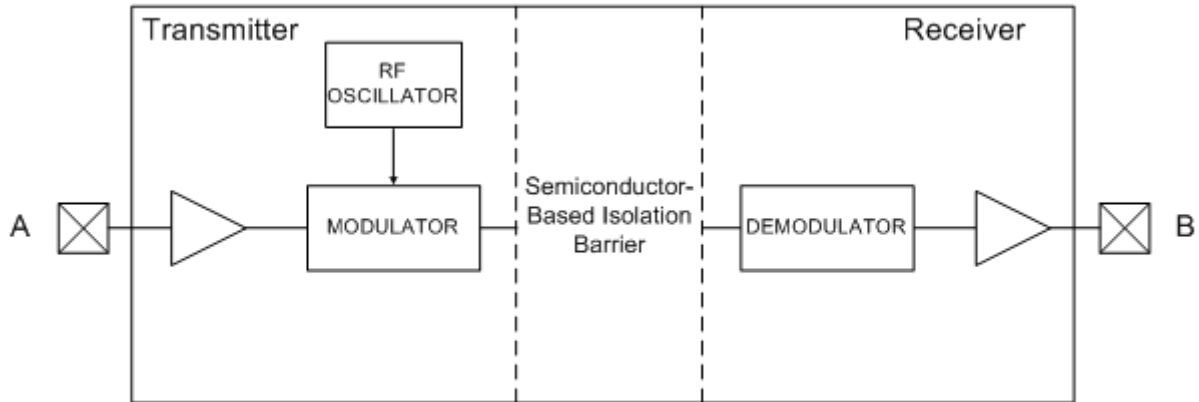 Transmitter
Receiver
RF
OSCILLATOR
A
MODULATOR
Semiconductor-
Based Isolation
Barrier
DEMODULATOR
B